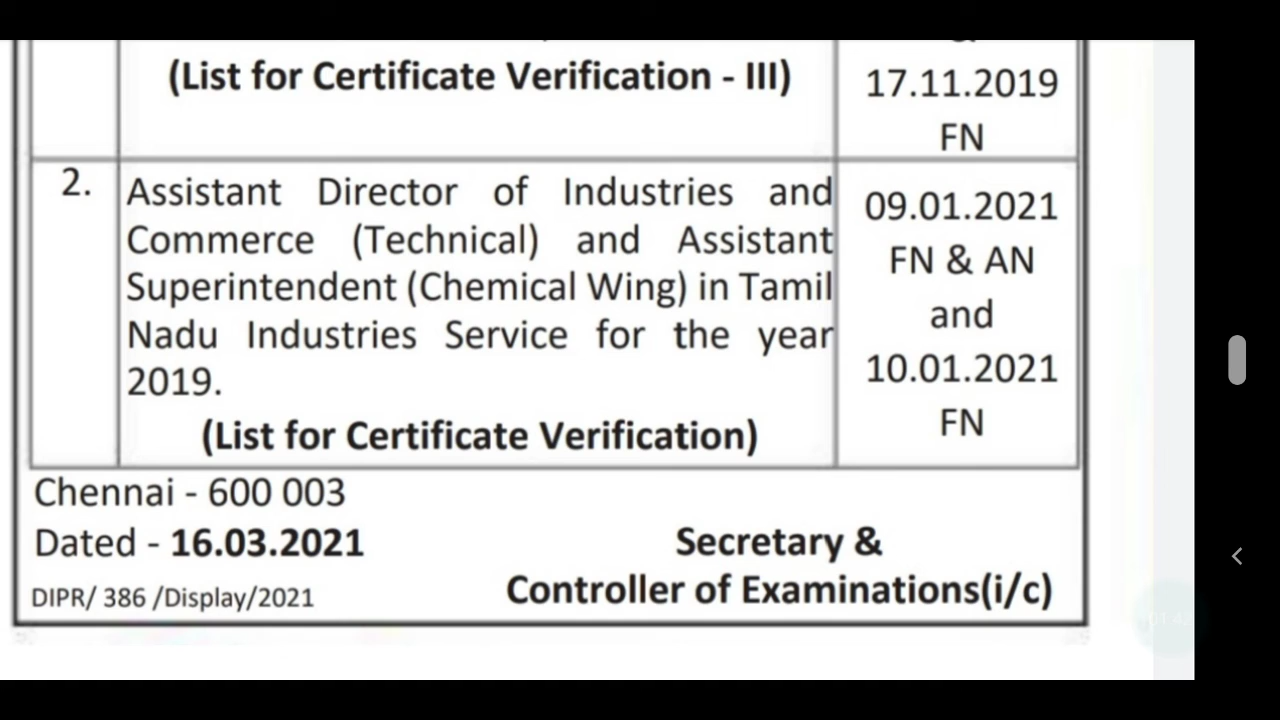 &
(List for Certificate Verification - III)
17.11.2019
FN
2.
Assistant Director of Industries and
Commerce (Technical) and Assistant
Superintendent (Chemical Wing) in Tamil
Nadu Industries Service for the year
2019.
(List for Certificate Verification)
09.01.2021
FN & AN
and
10.01.2021
FN
Chennai - 600 003
Dated - 16.03.2021
Secretary &
DIPR/ 386 /Display/2021
Controller of Examinations(i/c)
01:42